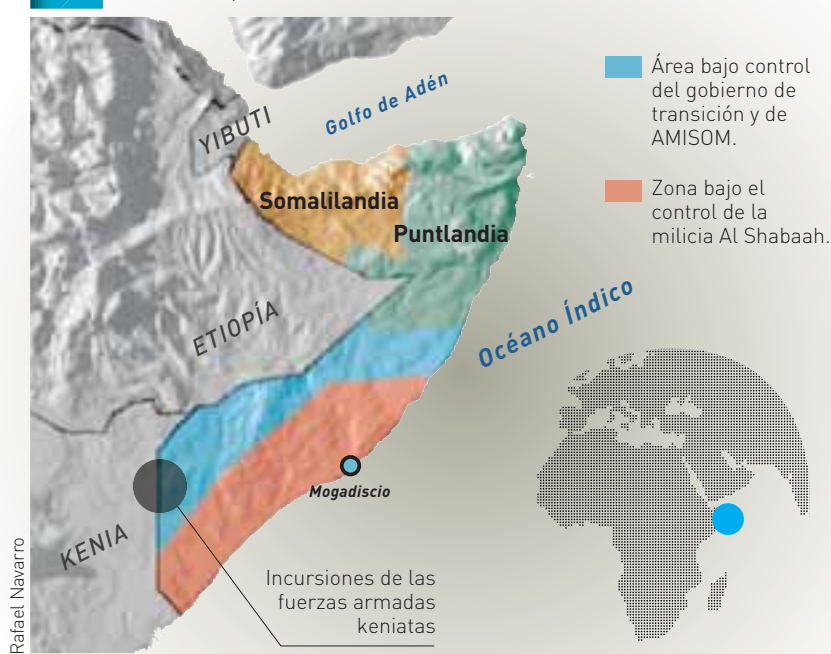 Golfo de Adén
YIBUTI
Somalilandia
Puntlandia
ETIOPÍA
Océano Índico
Mogadiscio
KENIA
Incursiones de las
fuerzas armadas
keniatas
Área bajo control
del gobierno de
transición y de
AMISOM.
Zona bajo el
control de la
milicia Al Shabaah.
Rafael Navarro